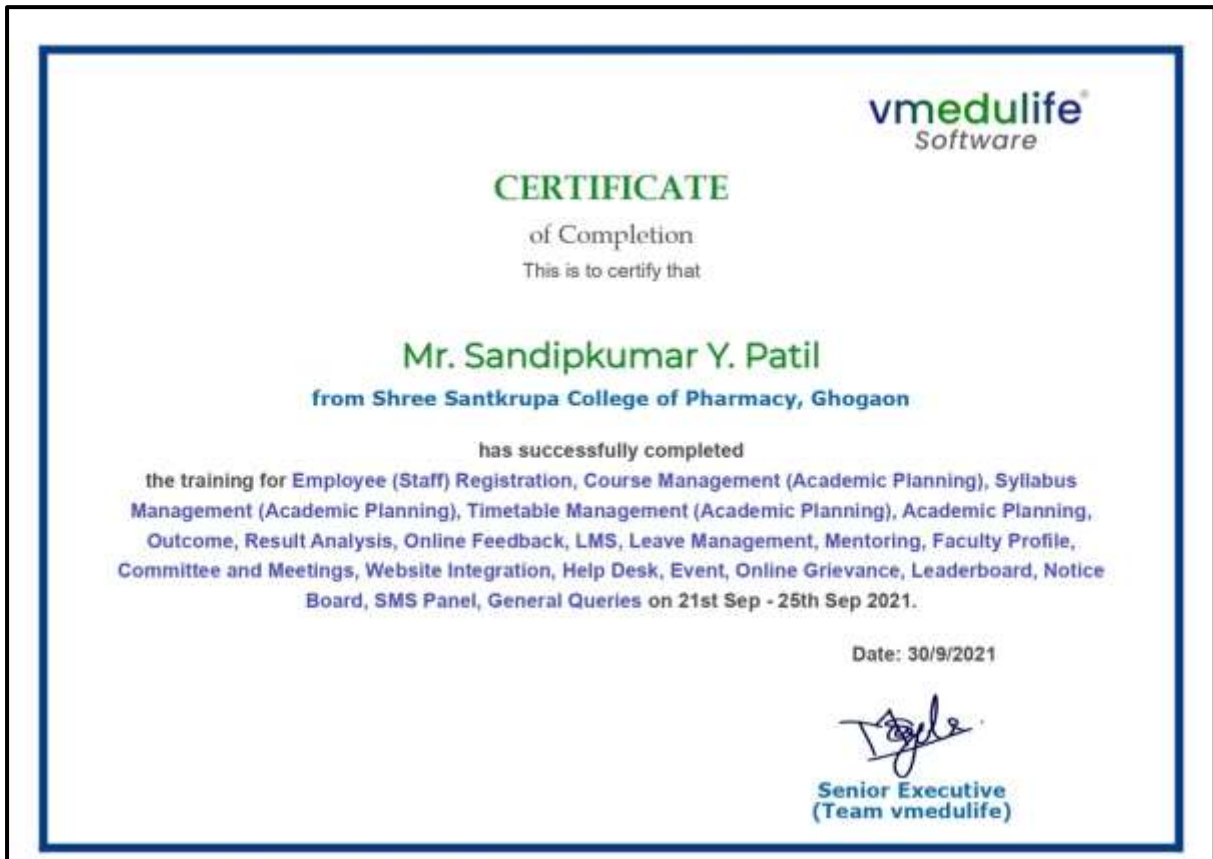 vmedulife®
Software
CERTIFICATE
of Completion
This is to certify that
Mr. Sandipkumar Y. Patil
from Shree Santkrupa College of Pharmacy, Ghogaon
has successfully completed
the training for Employee (Staff) Registration, Course Management (Academic Planning), Syllabus
Management (Academic Planning), Timetable Management (Academic Planning), Academic Planning,
Outcome, Result Analysis, Online Feedback, LMS, Leave Management, Mentoring, Faculty Profile,
Committee and Meetings, Website Integration, Help Desk, Event, Online Grievance, Leaderboard, Notice
Board, SMS Panel, General Queries on 21st Sep - 25th Sep 2021.
Date: 30/9/2021
Senior Executive
(Team vmedulife)